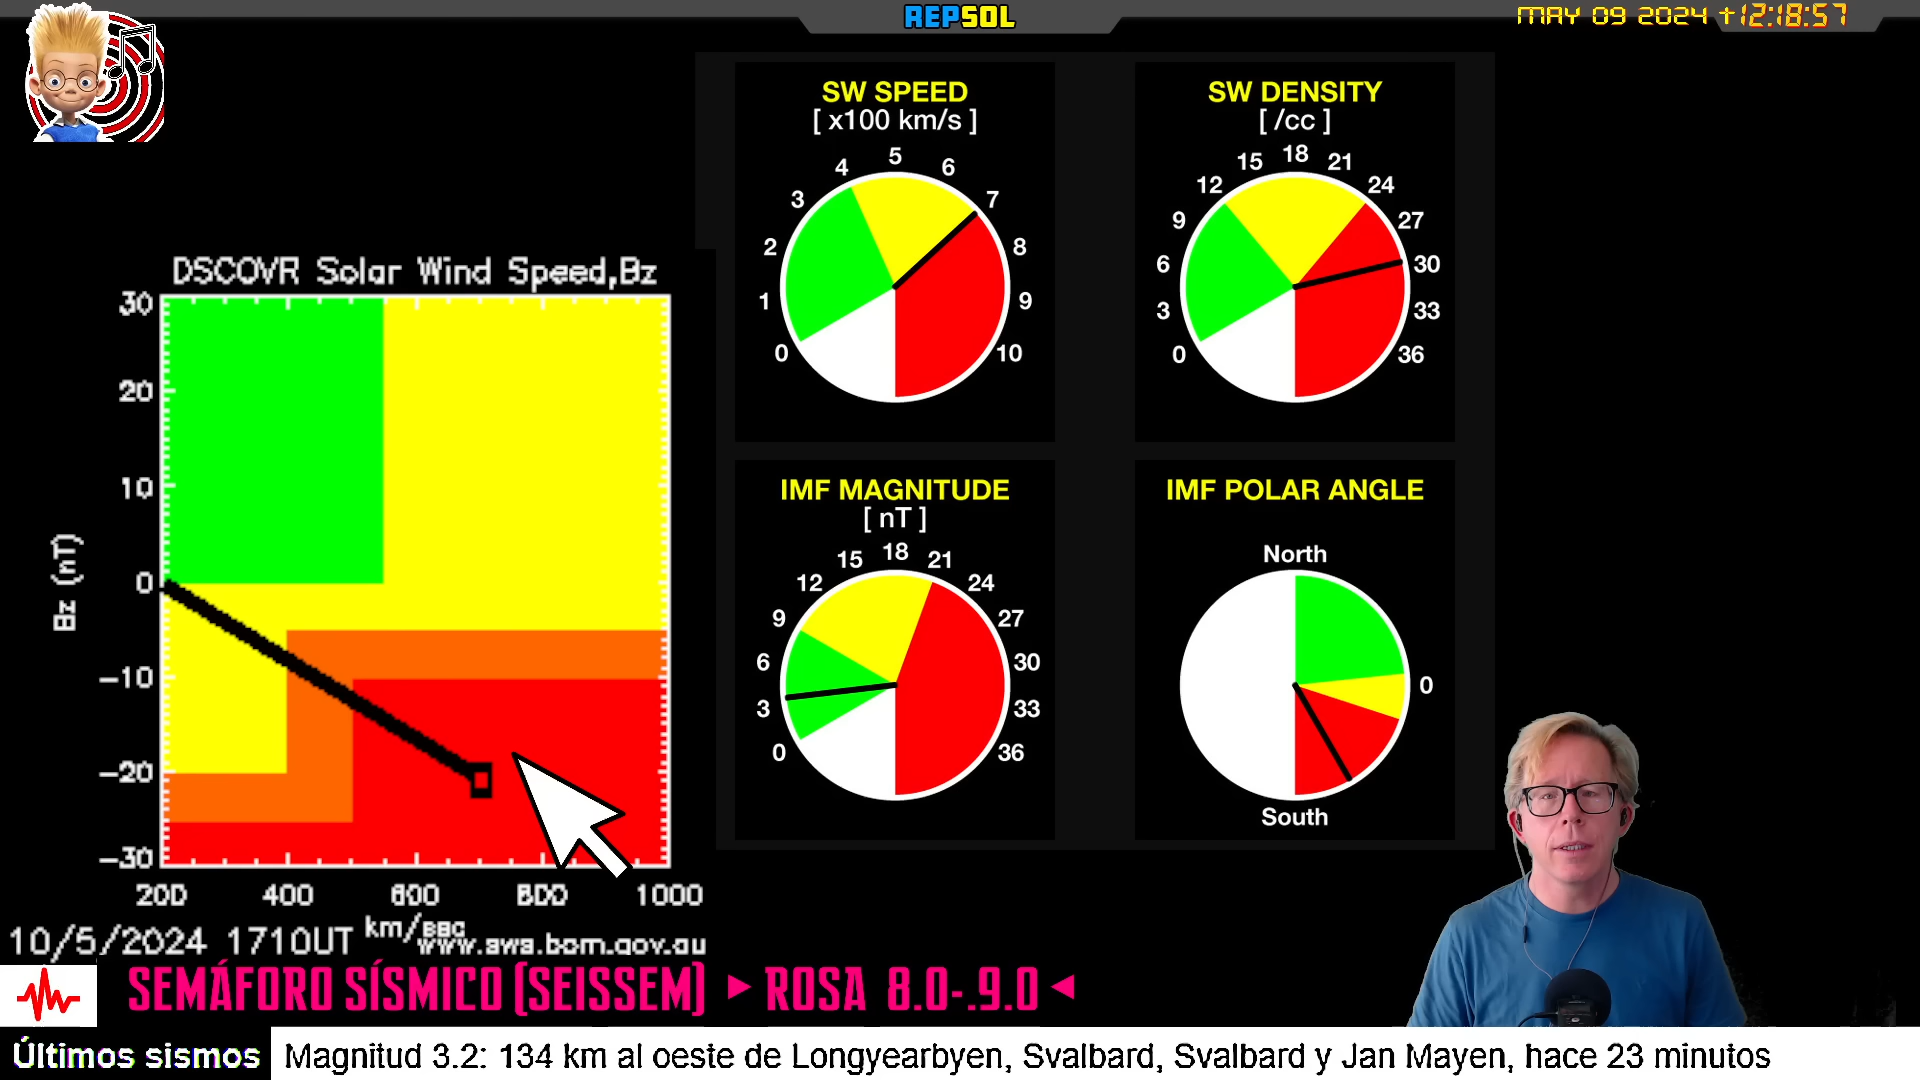 REPSOL
MAY 09 2024 +12:18:57
SW SPEED
[ x100 km/s ]
0 1 2 3 4 5 6 7 8 9 10
SW DENSITY
[ /cc ]
0 3 6 9 12 15 18 21 24 27 30 33 36
DSCOVR Solar Wind Speed,Bz
30
20
10
0
-10
-20
-30
Bz (nT)
200 400 600 800 1000
km/sec
10/5/2024 1710UT www.sws.bom.gov.au
IMF MAGNITUDE
[ nT ]
0 3 6 9 12 15 18 21 24 27 30 33 36
IMF POLAR ANGLE
North
0
South
SEMÁFORO SÍSMICO (SEISSEM) ► ROSA 8.0-.9.0 ◄
Últimos sismos Magnitud 3.2: 134 km al oeste de Longyearbyen, Svalbard, Svalbard y Jan Mayen, hace 23 minutos